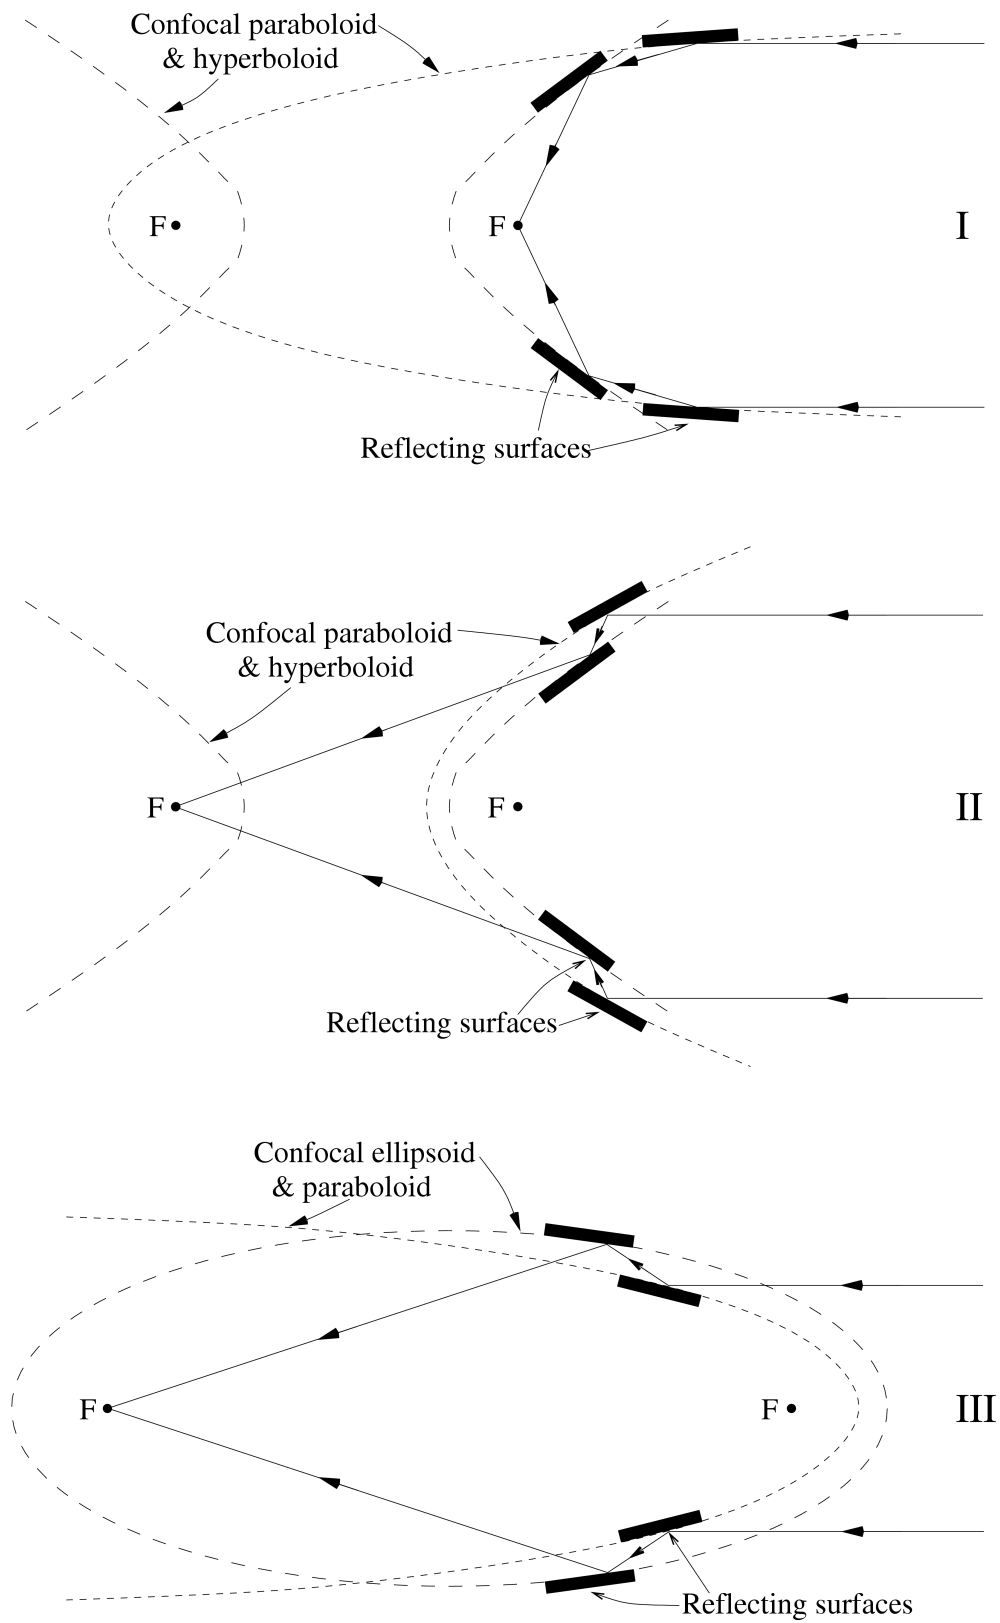 Confocal paraboloid
& hyperboloid
F
F
I
Reflecting surfaces
Confocal paraboloid
& hyperboloid
F
F
II
Reflecting surfaces
Confocal ellipsoid
& paraboloid
F
F
III
Reflecting surfaces